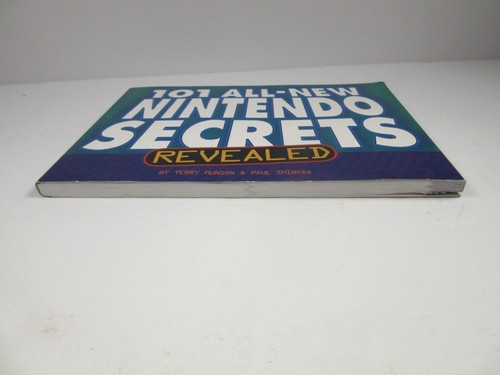 101 ALL-NEW
NINTENDO
SECRETS
REVEALED
BY TERRY MUNSON & PAUL SHINODA